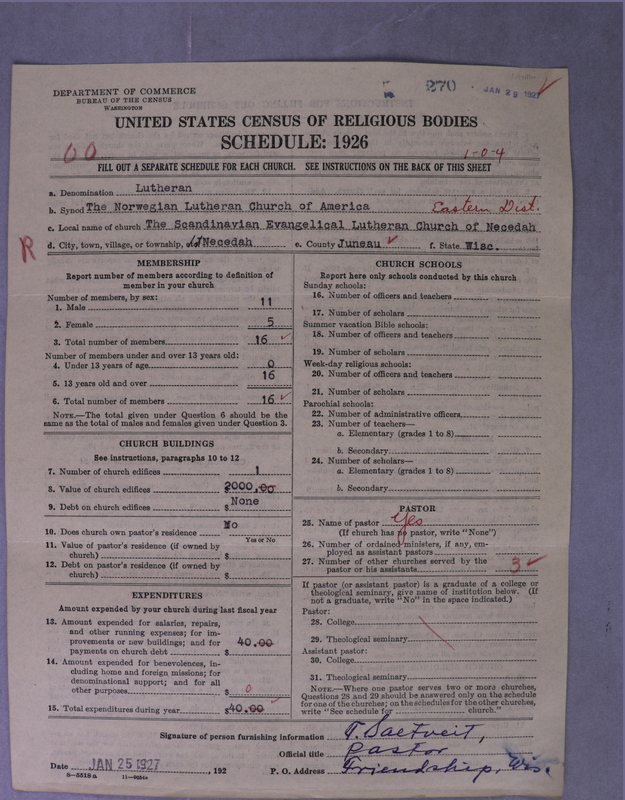 270 JAN 29 1927
DEPARTMENT OF COMMERCE
BUREAU OF THE CENSUS
WASHINGTON
UNITED STATES CENSUS OF RELIGIOUS BODIES
SCHEDULE: 1926
00 1-0-4
FILL OUT A SEPARATE SCHEDULE FOR EACH CHURCH. SEE INSTRUCTIONS ON THE BACK OF THIS SHEET
a. Denomination Lutheran
b. Synod The Norwegian Lutheran Church of America Eastern Dist.
c. Local name of church The Scandinavian Evangelical Lutheran Church of Necedah
R d. City, town, village, or township, Necedah e. County Juneau f. State Wisc.
MEMBERSHIP
Report number of members according to definition of
member in your church
Number of members, by sex:
1. Male 11
2. Female 5
3. Total number of members 16
Number of members under and over 13 years old:
4. Under 13 years of age 0
5. 13 years old and over 16
6. Total number of members 16
NOTE.—The total given under Question 6 should be the
same as the total of males and females given under Question 3.
CHURCH BUILDINGS
See instructions, paragraphs 10 to 12
7. Number of church edifices 1
8. Value of church edifices $2000.00
9. Debt on church edifices $ None
10. Does church own pastor's residence No
Yes or No
11. Value of pastor's residence (if owned by
church) $
12. Debt on pastor's residence (if owned by
church) $
EXPENDITURES
Amount expended by your church during last fiscal year
13. Amount expended for salaries, repairs,
and other running expenses; for im-
provements or new buildings; and for
payments on church debt $ 40.00
14. Amount expended for benevolences, in-
cluding home and foreign missions; for
denominational support; and for all
other purposes $ 0
15. Total expenditures during year $40.00
CHURCH SCHOOLS
Report here only schools conducted by this church
Sunday schools:
16. Number of officers and teachers
17. Number of scholars
Summer vacation Bible schools:
18. Number of officers and teachers
19. Number of scholars
Week-day religious schools:
20. Number of officers and teachers
21. Number of scholars
Parochial schools:
22. Number of administrative officers
23. Number of teachers—
a. Elementary (grades 1 to 8)
b. Secondary
24. Number of scholars—
a. Elementary (grades 1 to 8)
b. Secondary
PASTOR
25. Name of pastor Yes
(If church has no pastor, write "None")
26. Number of ordained ministers, if any, em-
ployed as assistant pastors
27. Number of other churches served by the
pastor or his assistants 3
If pastor (or assistant pastor) is a graduate of a college or
theological seminary, give name of institution below. (If
not a graduate, write "No" in the space indicated.)
Pastor:
28. College
29. Theological seminary
Assistant pastor:
30. College
31. Theological seminary
NOTE.—Where one pastor serves two or more churches,
Questions 28 and 29 should be answered only on the schedule
for one of the churches; on the schedules for the other churches,
write "See schedule for church."
Signature of person furnishing information T. Saetveit,
Official title Pastor
Date JAN 25 1927, 192 P. O. Address Friendship, Wis.